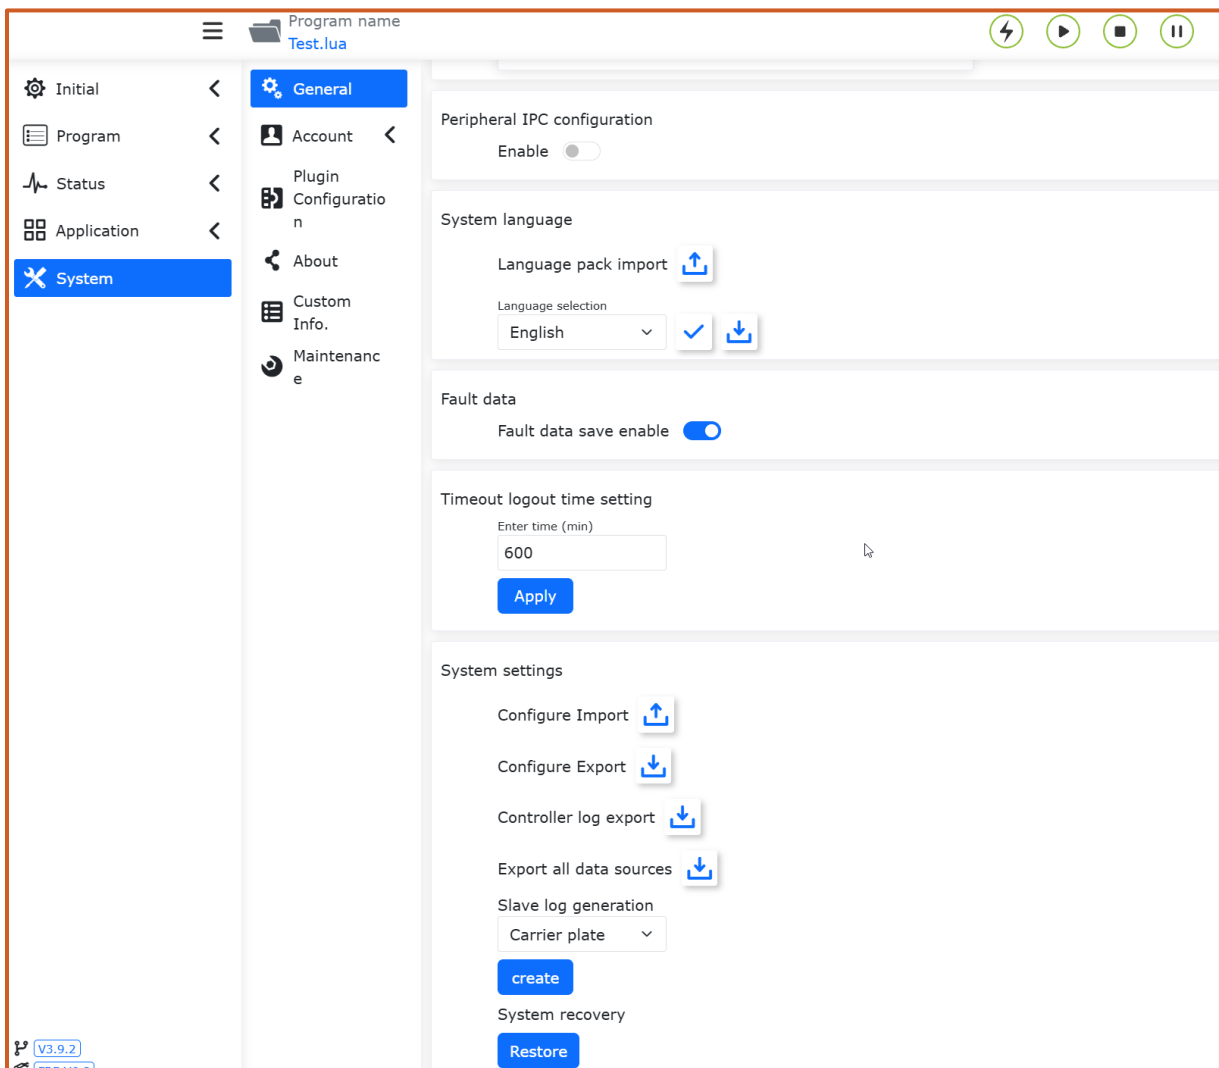 Program name
Test.lua
Initial
Program
Status
Application
System
V3.9.2
General
Account
Plugin
Configuratio
n
About
Custom
Info.
Maintenanc
e
Peripheral IPC configuration
Enable
System language
Language pack import
Language selection
English
Fault data
Fault data save enable
Timeout logout time setting
Enter time (min)
600
Apply
System settings
Configure Import
Configure Export
Controller log export
Export all data sources
Slave log generation
Carrier plate
create
System recovery
Restore